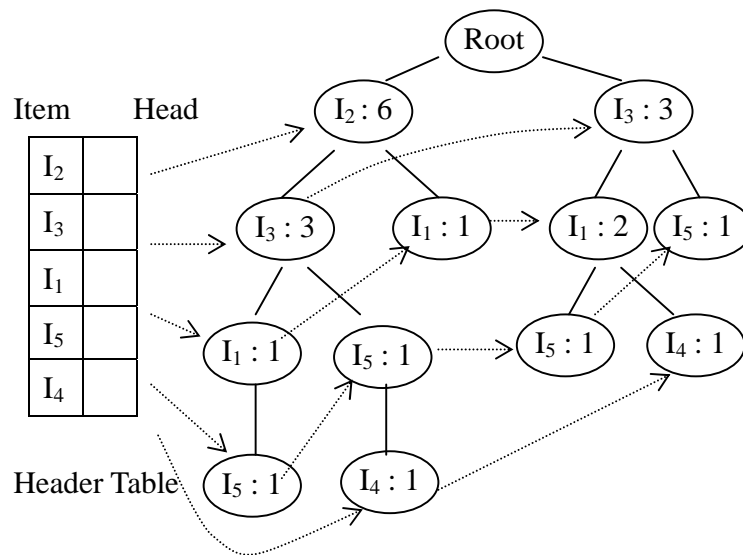 Root
Item Head
I₂ : 6
I₃ : 3
I₂
I₃
I₁
I₅
I₄
I₃ : 3
I₁ : 1
I₁ : 2
I₅ : 1
I₁ : 1
I₅ : 1
I₅ : 1
I₄ : 1
Header Table
I₅ : 1
I₄ : 1